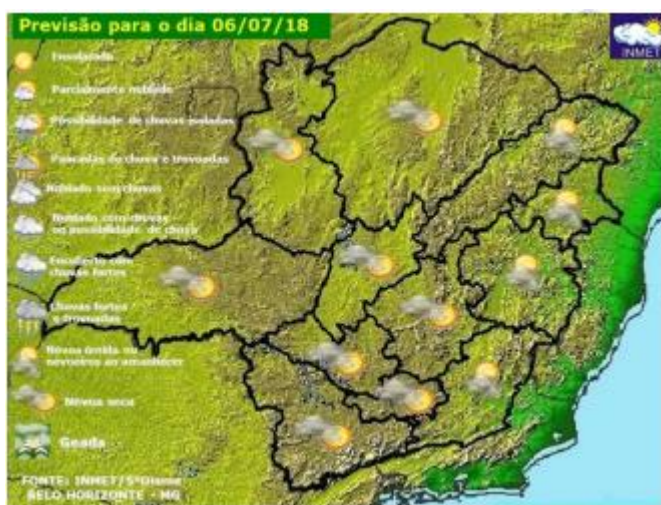 Previsão para o dia 06/07/18
INMET
Ensolarado
Parcialmente nublado
Possibilidade de chuvas isoladas
Pancadas de chuva e trovoadas
Nublado sem chuvas
Nublado com chuvas
ou possibilidade de chuva
Encoberto com
chuvas fortes
Chuvas fortes
e trovoadas
Névoa úmida ou
nevoeiros ao amanhecer
Névoa seca
Geada
FONTE: INMET/5ºDisme
BELO HORIZONTE - MG